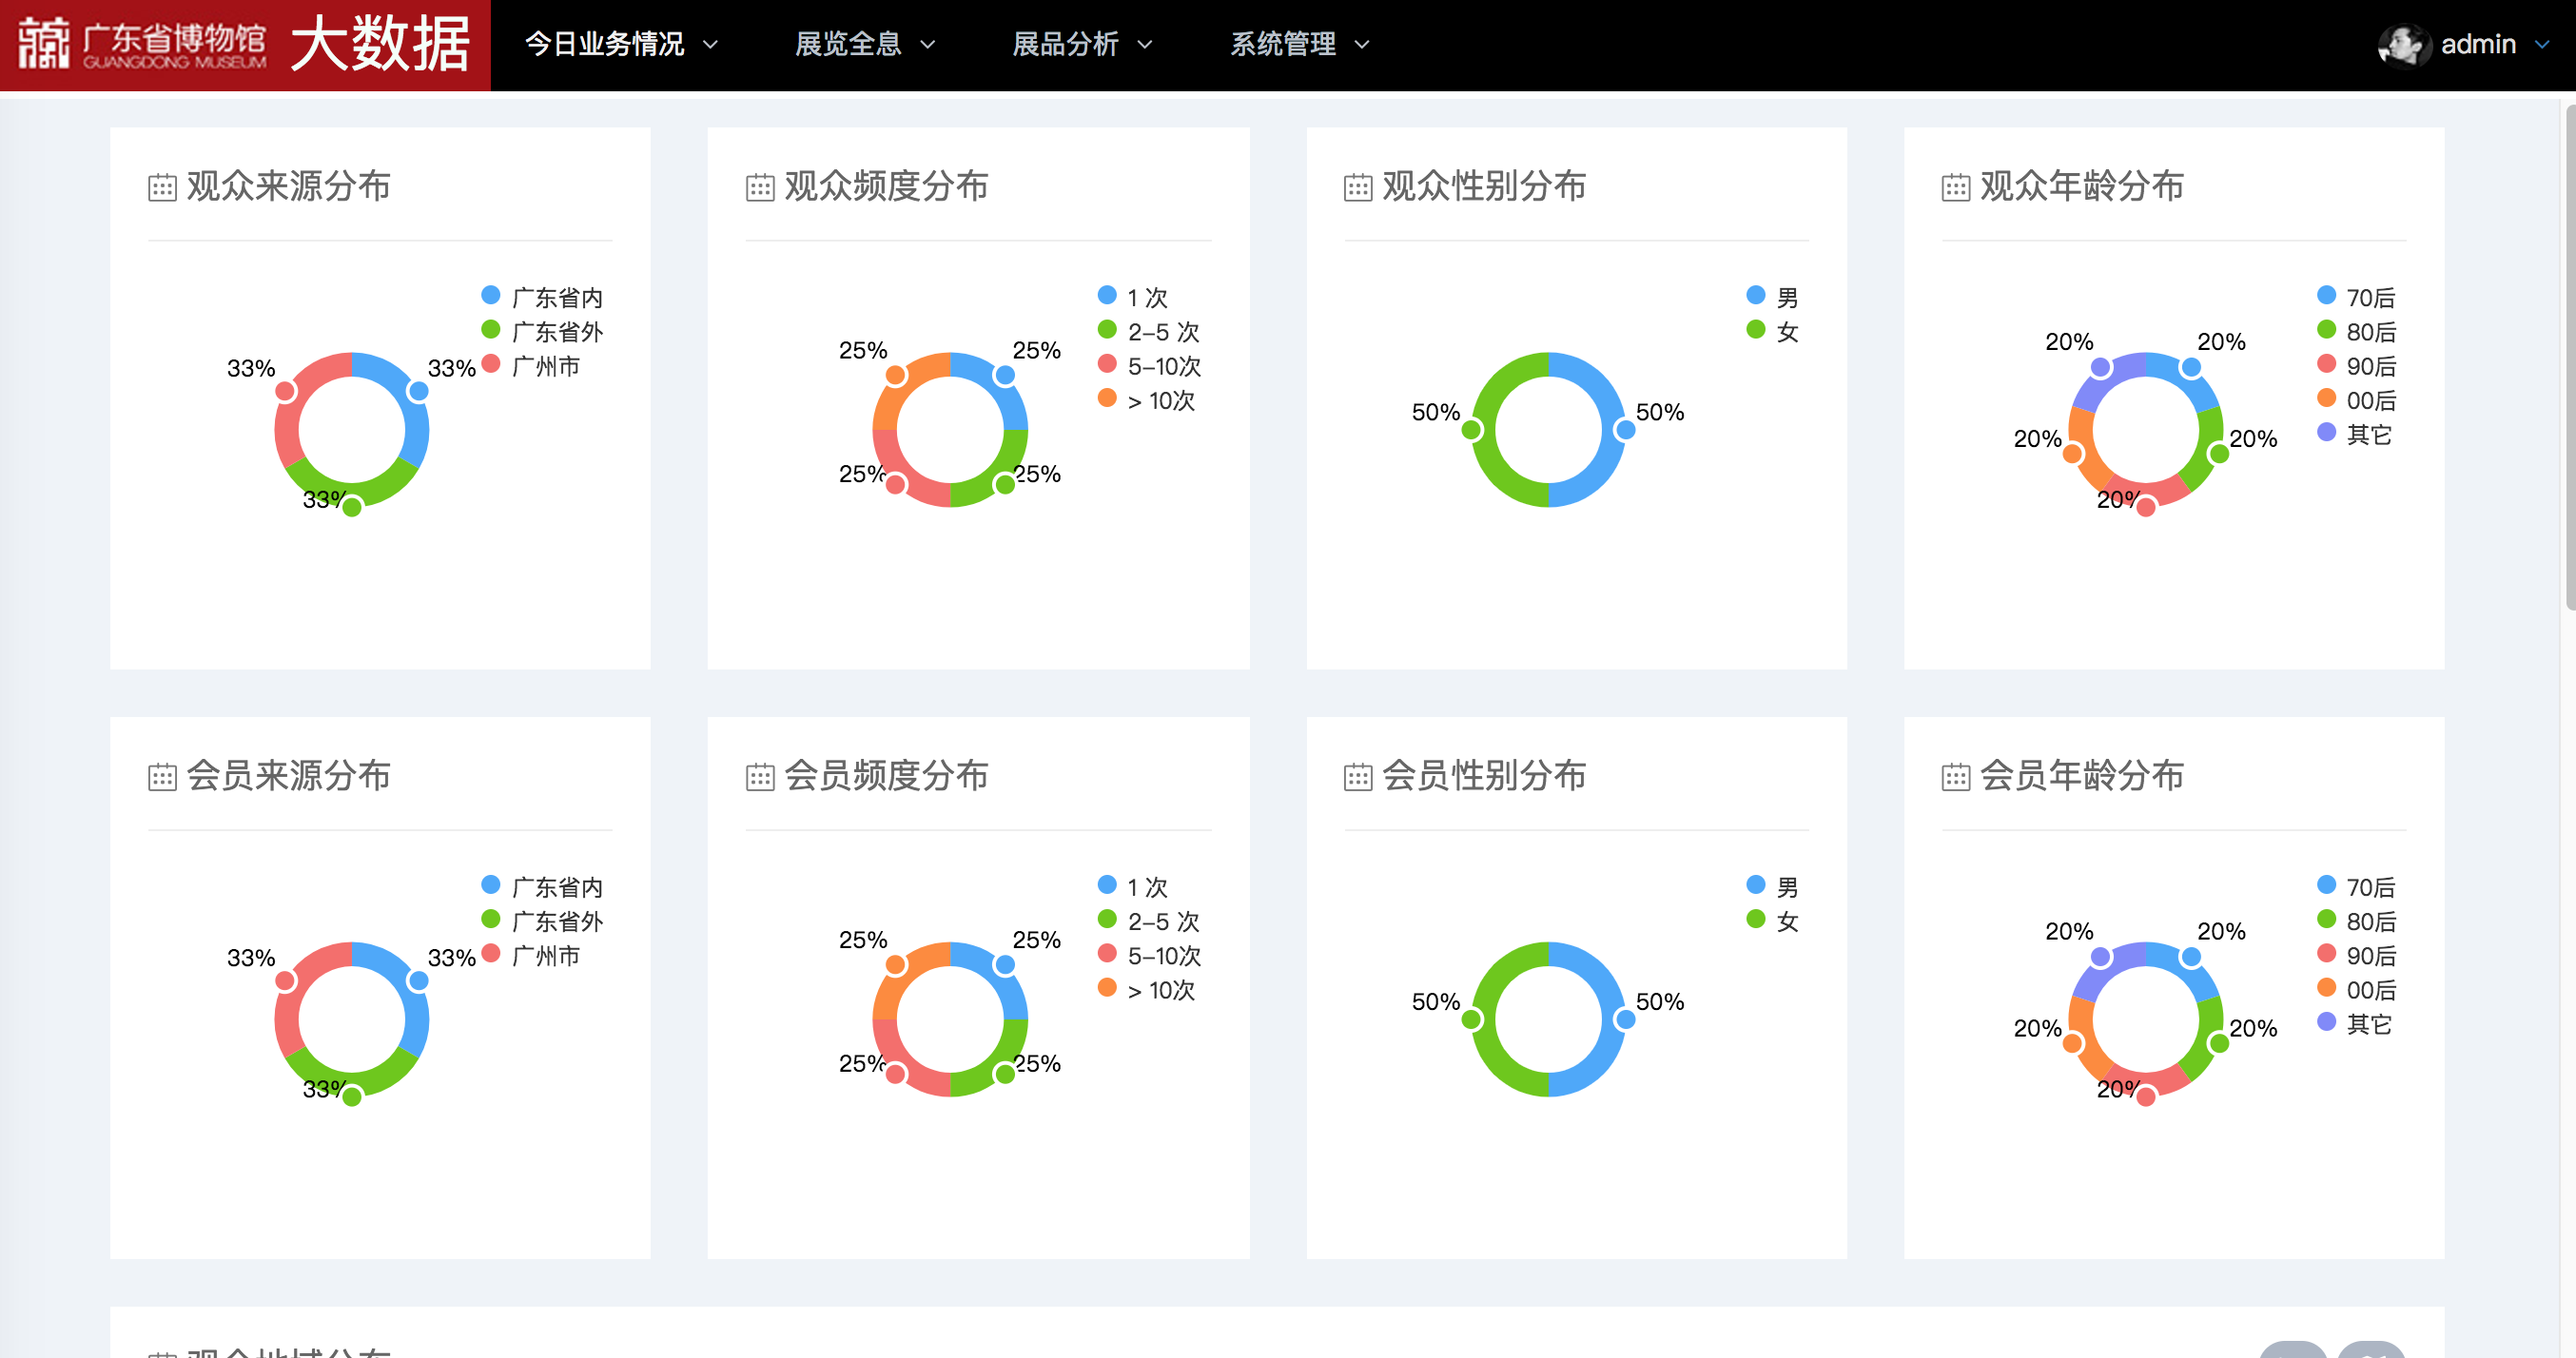 广东省博物馆 大数据 今日业务情况 展览全息 展品分析 系统管理 admin
GUANGDONG MUSEUM
观众来源分布
广东省内
广东省外
广州市
33%
33%
33%
观众频度分布
1 次
2-5 次
5-10次
> 10次
25%
25%
25%
25%
观众性别分布
男
女
50%
50%
观众年龄分布
70后
80后
90后
00后
其它
20%
20%
20%
20%
20%
会员来源分布
广东省内
广东省外
广州市
33%
33%
33%
会员频度分布
1 次
2-5 次
5-10次
> 10次
25%
25%
25%
25%
会员性别分布
男
女
50%
50%
会员年龄分布
70后
80后
90后
00后
其它
20%
20%
20%
20%
20%
观众地域分布